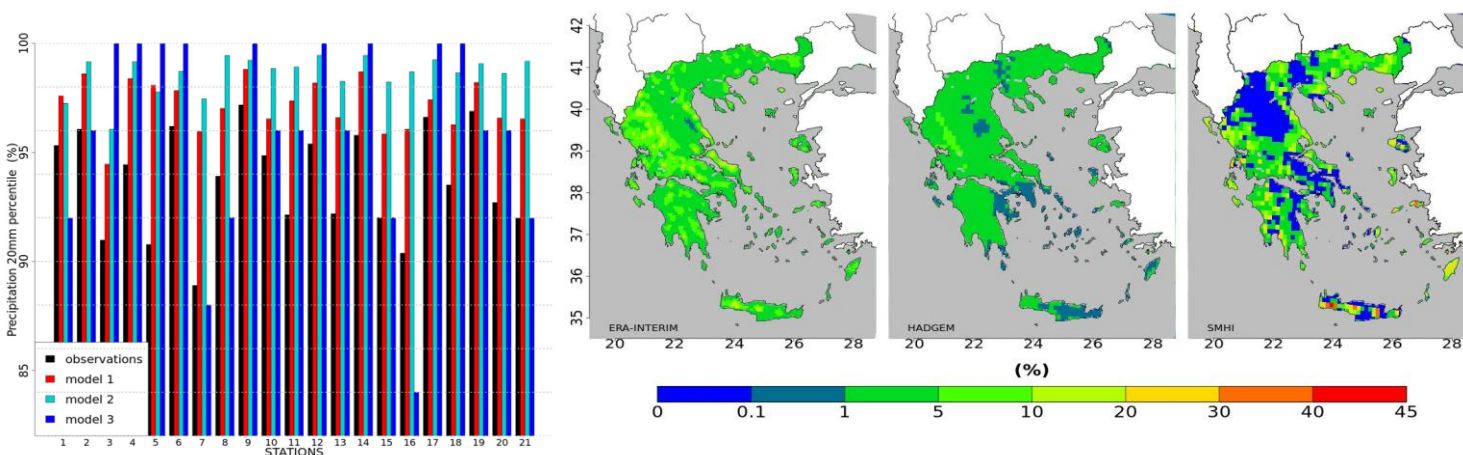 Precipitation 20mm percentile (%)
100
95
90
85
observations
model 1
model 2
model 3
1 2 3 4 5 6 7 8 9 10 11 12 13 14 15 16 17 18 19 20 21
STATIONS
42
41
40
39
38
37
36
35
ERA-INTERIM
HADGEM
SMHI
20 22 24 26 28 20 22 24 26 28 20 22 24 26 28
(%)
0 0.1 1 5 10 20 30 40 45